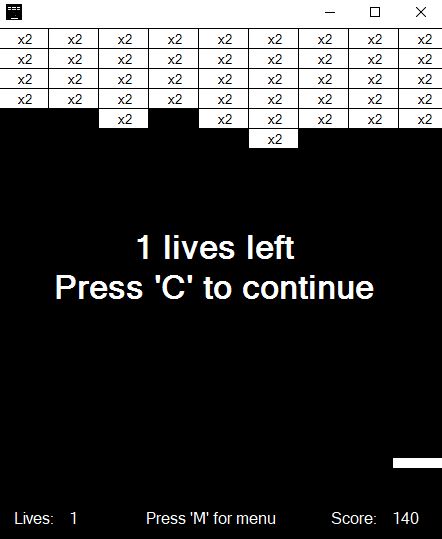 x2 x2 x2 x2 x2 x2 x2 x2 x2
x2 x2 x2 x2 x2 x2 x2 x2 x2
x2 x2 x2 x2 x2 x2 x2 x2 x2
x2 x2 x2 x2 x2 x2 x2 x2 x2
x2 x2 x2 x2 x2 x2
x2
1 lives left
Press 'C' to continue
Lives: 1 Press 'M' for menu Score: 140